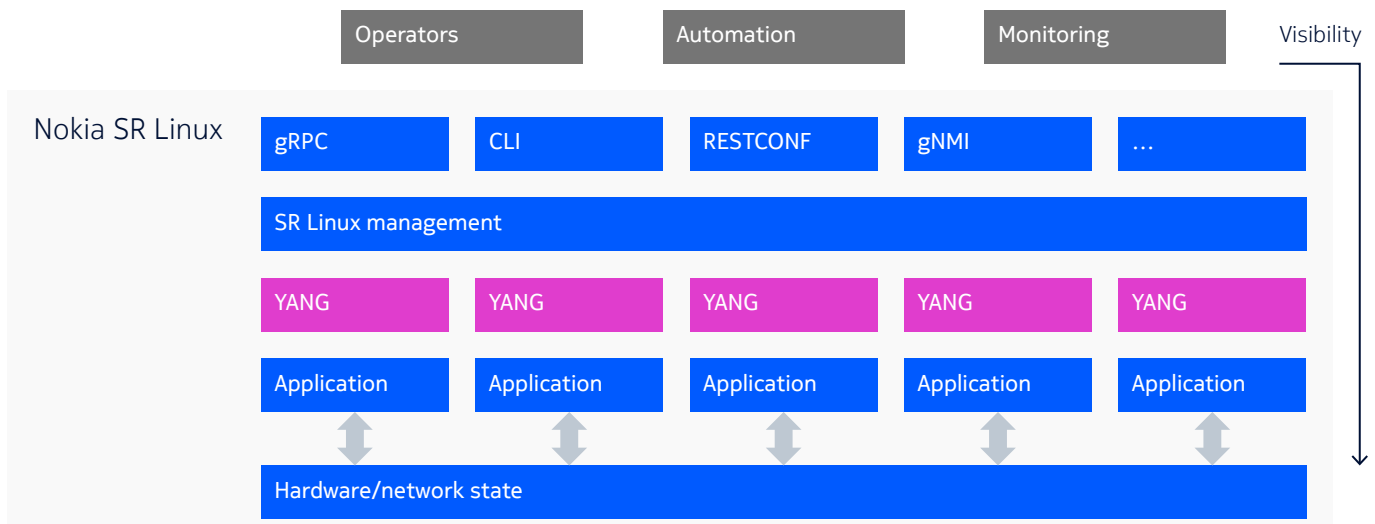 Operators
Automation
Monitoring
Visibility
Nokia SR Linux
gRPC
CLI
RESTCONF
gNMI
...
SR Linux management
YANG
YANG
YANG
YANG
YANG
Application
Application
Application
Application
Application
Hardware/network state